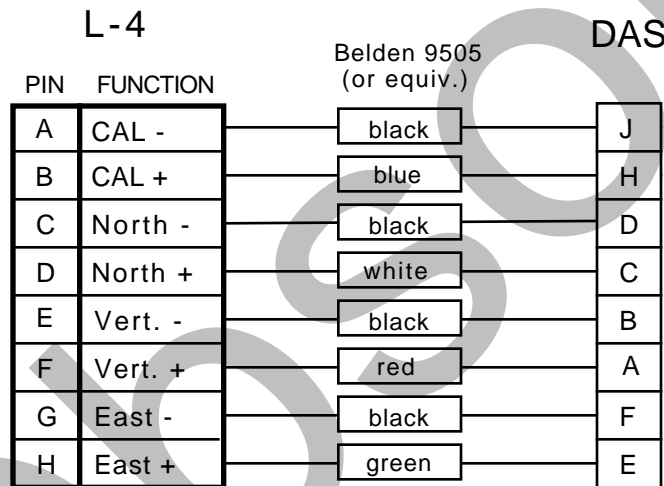 L-4
DAS
Belden 9505
(or equiv.)
PIN FUNCTION
A CAL - black J
B CAL + blue H
C North - black D
D North + white C
E Vert. - black B
F Vert. + red A
G East - black F
H East + green E